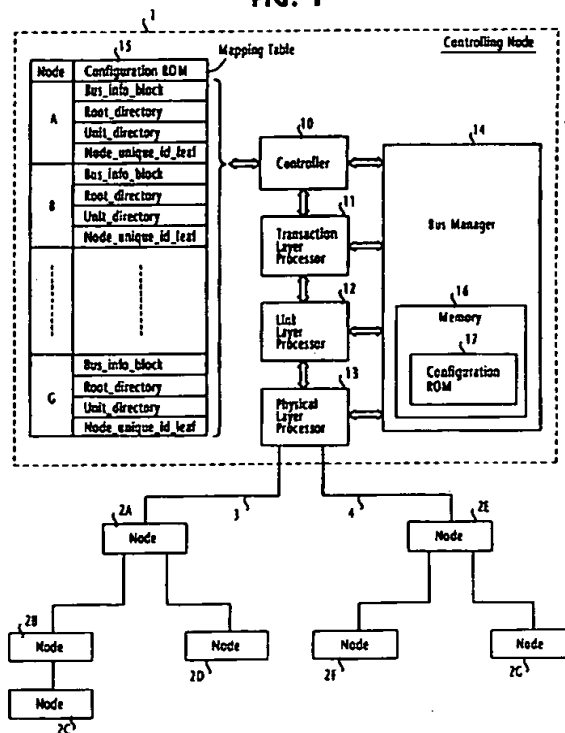 FIG. 1
1
Controlling Node
15
Mapping Table
Node Configuration ROM
A
Bus_info_block
Root_directory
Unit_directory
Node_unique_id_leaf
B
Bus_info_block
Root_directory
Unit_directory
Node_unique_id_leaf
G
Bus_info_block
Root_directory
Unit_directory
Node_unique_id_leaf
10
Controller
11
Transaction
Layer
Processor
12
Link
Layer
Processor
13
Physical
Layer
Processor
14
Bus Manager
16
Memory
17
Configuration
ROM
3
4
2A
Node
2E
Node
2B
Node
2D
Node
2F
Node
2G
Node
Node
2C